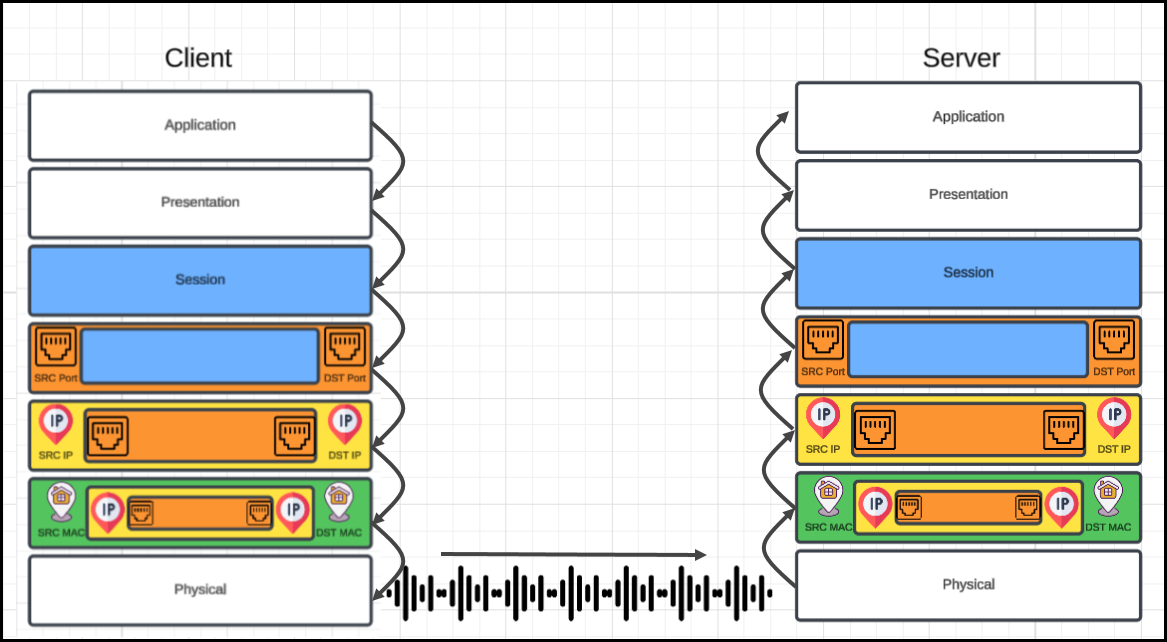 Client
Application
Presentation
Session
SRC Port
DST Port
IP
IP
SRC IP
DST IP
IP
IP
SRC MAC
DST MAC
Physical
Server
Application
Presentation
Session
SRC Port
DST Port
IP
IP
SRC IP
DST IP
IP
IP
SRC MAC
DST MAC
Physical